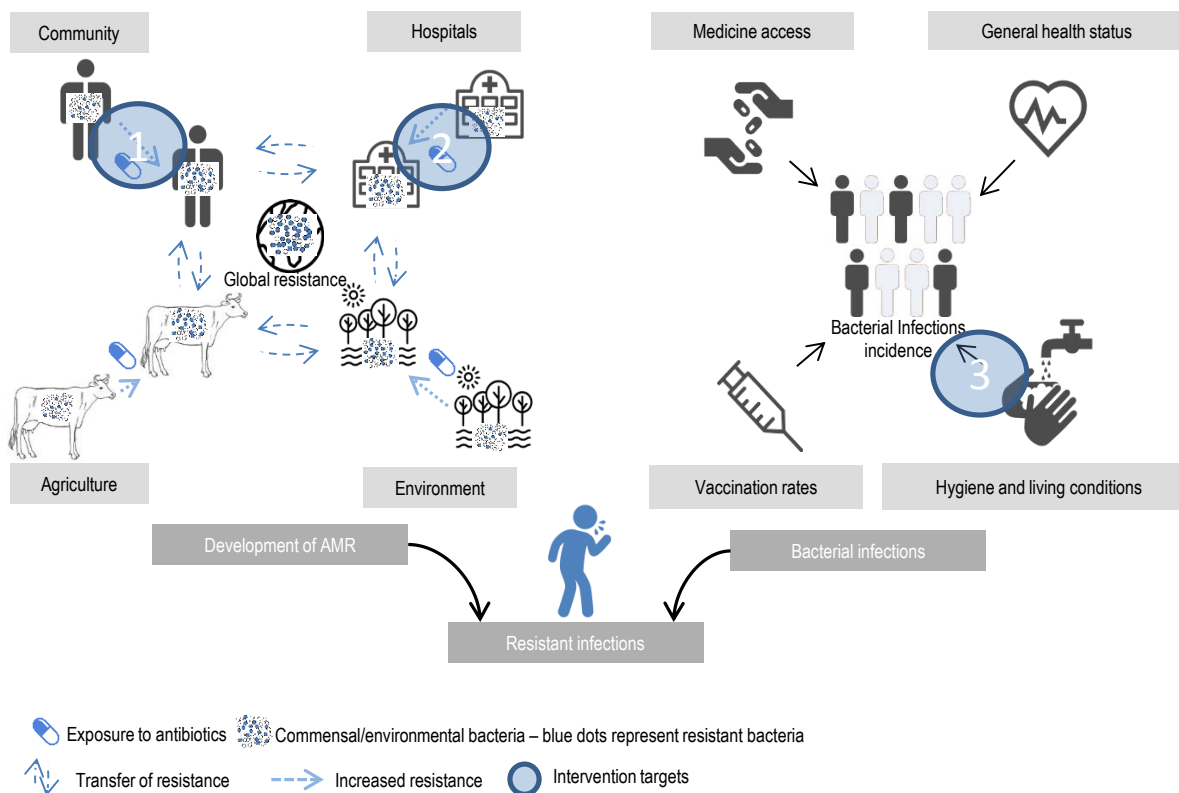 Community
Hospitals
Medicine access
General health status
1
2
Global resistance
Bacterial Infections
incidence
3
Agriculture
Environment
Vaccination rates
Hygiene and living conditions
Development of AMR
Bacterial infections
Resistant infections
Exposure to antibiotics
Commensal/environmental bacteria – blue dots represent resistant bacteria
Transfer of resistance
Increased resistance
Intervention targets